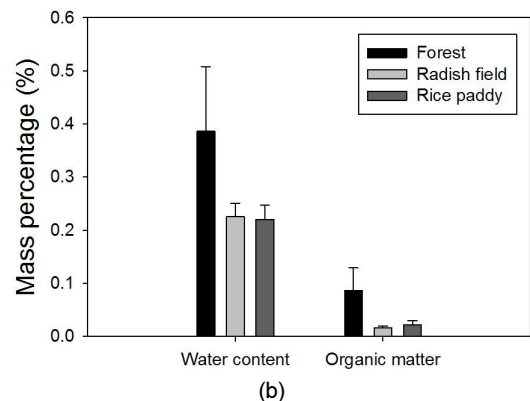 0.6
0.5
0.4
0.3
0.2
0.1
0.0
Mass percentage (%)
Forest
Radish field
Rice paddy
Water content Organic matter
(b)